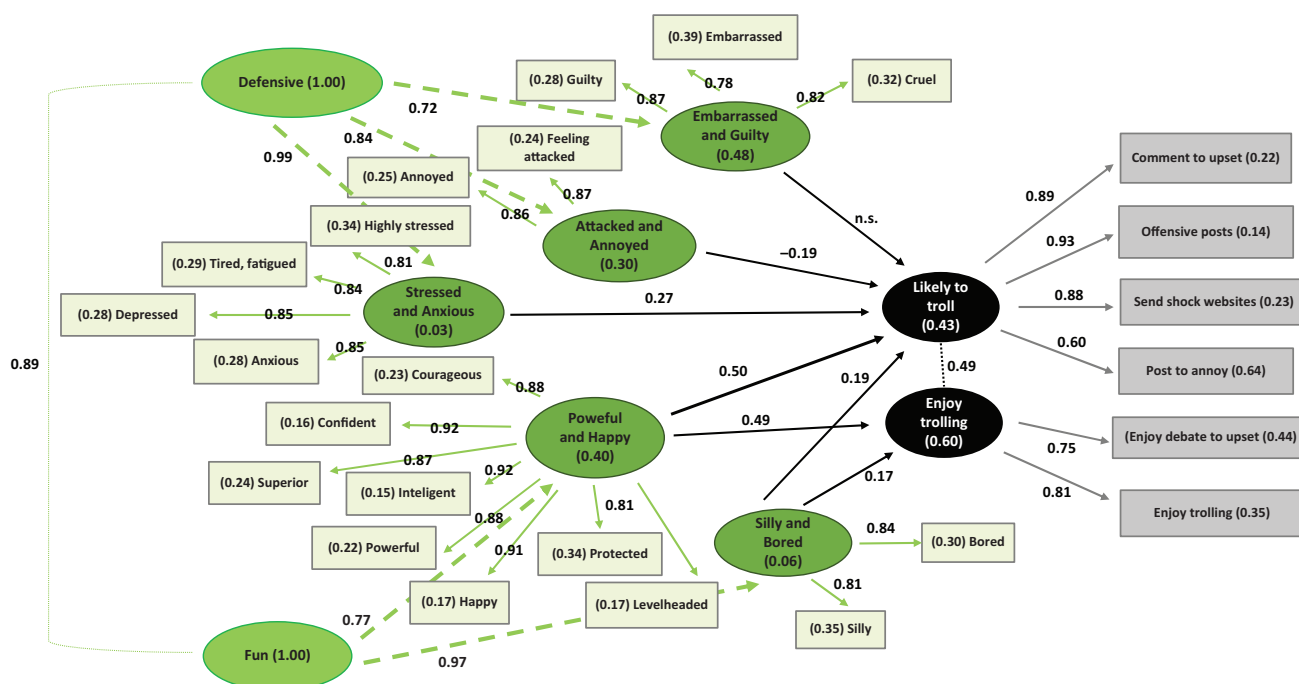 (0.39) Embarrassed
Defensive (1.00)
(0.28) Guilty
0.78
(0.32) Cruel
0.87
0.82
0.72
Embarrassed
and Guilty
(0.48)
0.84
(0.24) Feeling
attacked
0.99
(0.25) Annoyed
Comment to upset (0.22)
0.87
0.89
0.86
(0.34) Highly stressed
Attacked and
Annoyed
(0.30)
n.s.
Offensive posts (0.14)
0.93
–0.19
(0.29) Tired, fatigued
0.81
0.84
Stressed
and Anxious
(0.03)
0.27
Likely to
troll
(0.43)
0.88
Send shock websites (0.23)
(0.28) Depressed
0.85
0.60
(0.28) Anxious
0.85
0.89
(0.23) Courageous
0.88
0.50
0.19
0.49
Post to annoy (0.64)
(0.16) Confident
0.92
Poweful
and Happy
(0.40)
0.49
Enjoy
trolling
(0.60)
0.75
(Enjoy debate to upset (0.44)
0.87
0.92
0.17
0.81
(0.24) Superior
(0.15) Inteligent
Enjoy trolling (0.35)
0.88
0.81
Silly and
Bored
(0.06)
0.84
(0.30) Bored
(0.22) Powerful
0.91
(0.34) Protected
0.81
(0.17) Happy
(0.17) Levelheaded
(0.35) Silly
0.77
Fun (1.00)
0.97